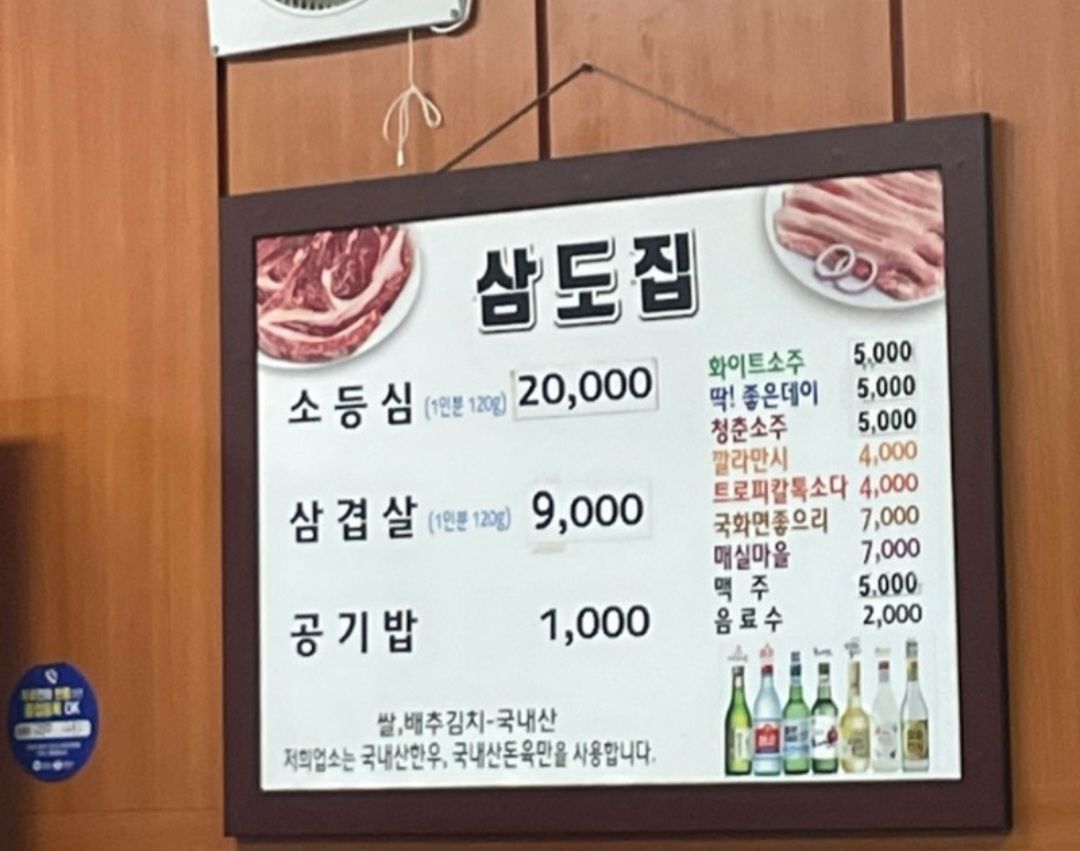 삼도집
소등심 (1인분 120g) 20,000
삼겹살 (1인분 120g) 9,000
공기밥 1,000
쌀,배추김치-국내산
저희업소는 국내산한우, 국내산돈육만을 사용합니다.
화이트소주 5,000
딱! 좋은데이 5,000
청춘소주 5,000
깔라만시 4,000
트로피칼톡소다 4,000
국화면좋으리 7,000
매실마을 7,000
맥 주 5,000
음료수 2,000